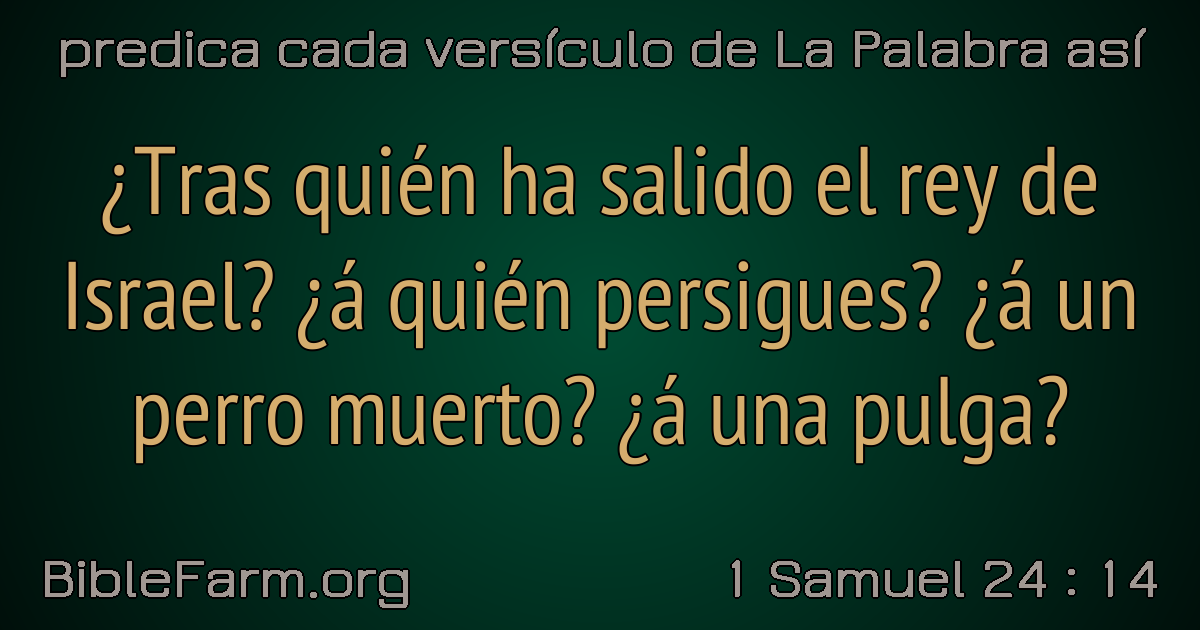 predica cada versículo de La Palabra así
¿Tras quién ha salido el rey de
Israel? ¿á quién persigues? ¿á un
perro muerto? ¿á una pulga?
BibleFarm.org
1 Samuel 24 : 14